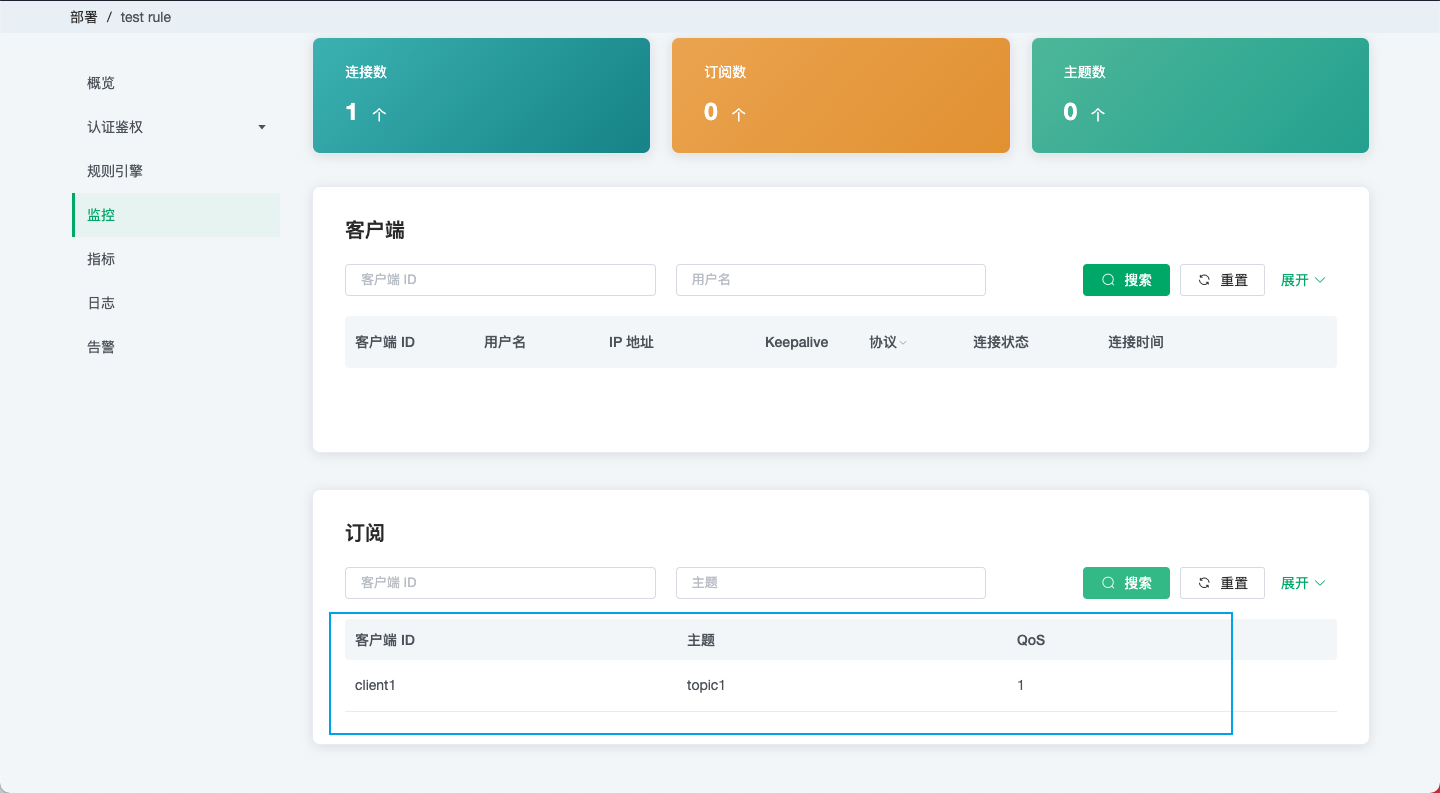 部署 / test rule
概览
认证鉴权
规则引擎
监控
指标
日志
告警
连接数
1 个
订阅数
0 个
主题数
0 个
客户端
客户端 ID 用户名 搜索 重置 展开
客户端 ID 用户名 IP 地址 Keepalive 协议 连接状态 连接时间
订阅
客户端 ID 主题 搜索 重置 展开
客户端 ID 主题 QoS
client1 topic1 1